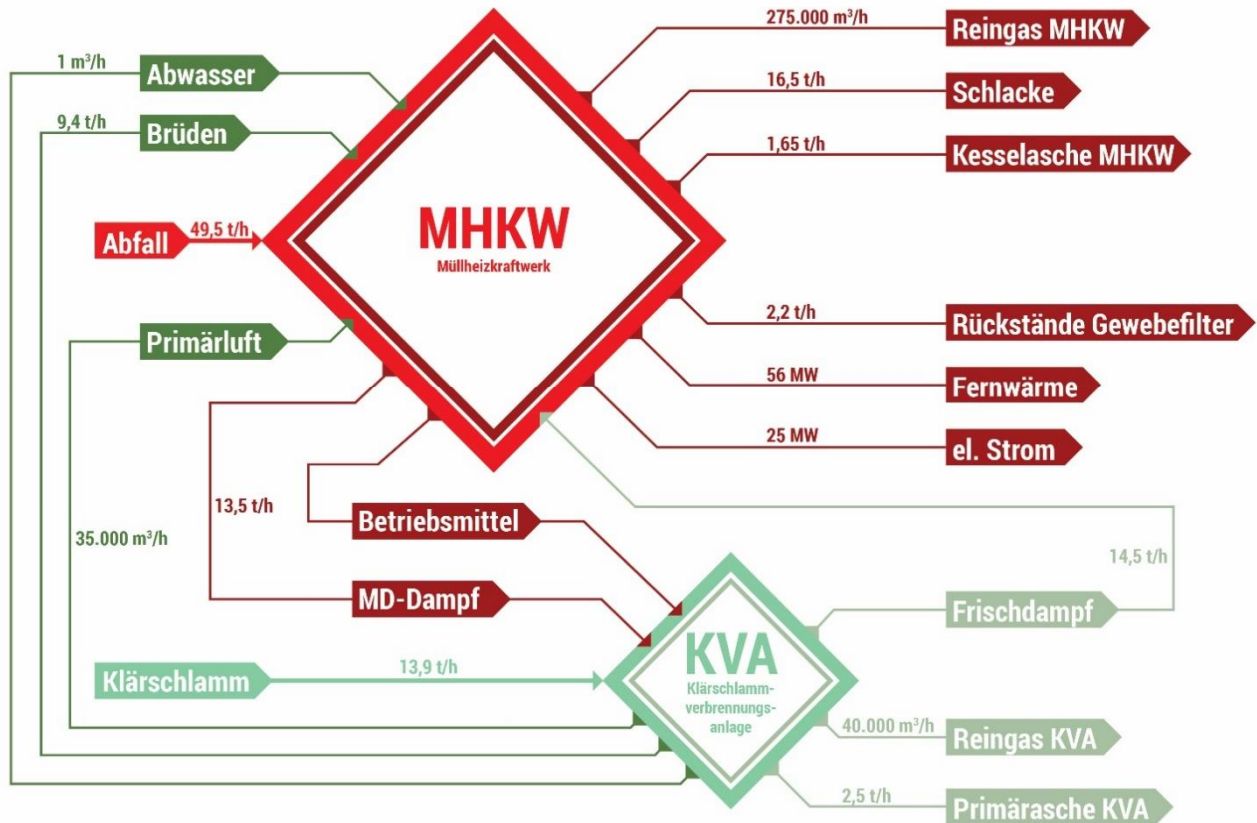 275.000 m³/h
Reingas MHKW
1 m³/h
Abwasser
16,5 t/h
Schlacke
9,4 t/h
Brüden
1,65 t/h
Kesselasche MHKW
MHKW
Müllheizkraftwerk
Abfall
49,5 t/h
2,2 t/h
Rückstände Gewebefilter
Primärluft
56 MW
Fernwärme
25 MW
el. Strom
13,5 t/h
Betriebsmittel
35.000 m³/h
14,5 t/h
MD-Dampf
Frischdampf
Klärschlamm
13,9 t/h
KVA
Klärschlamm-
verbrennungs-
anlage
40.000 m³/h
Reingas KVA
2,5 t/h
Primärasche KVA